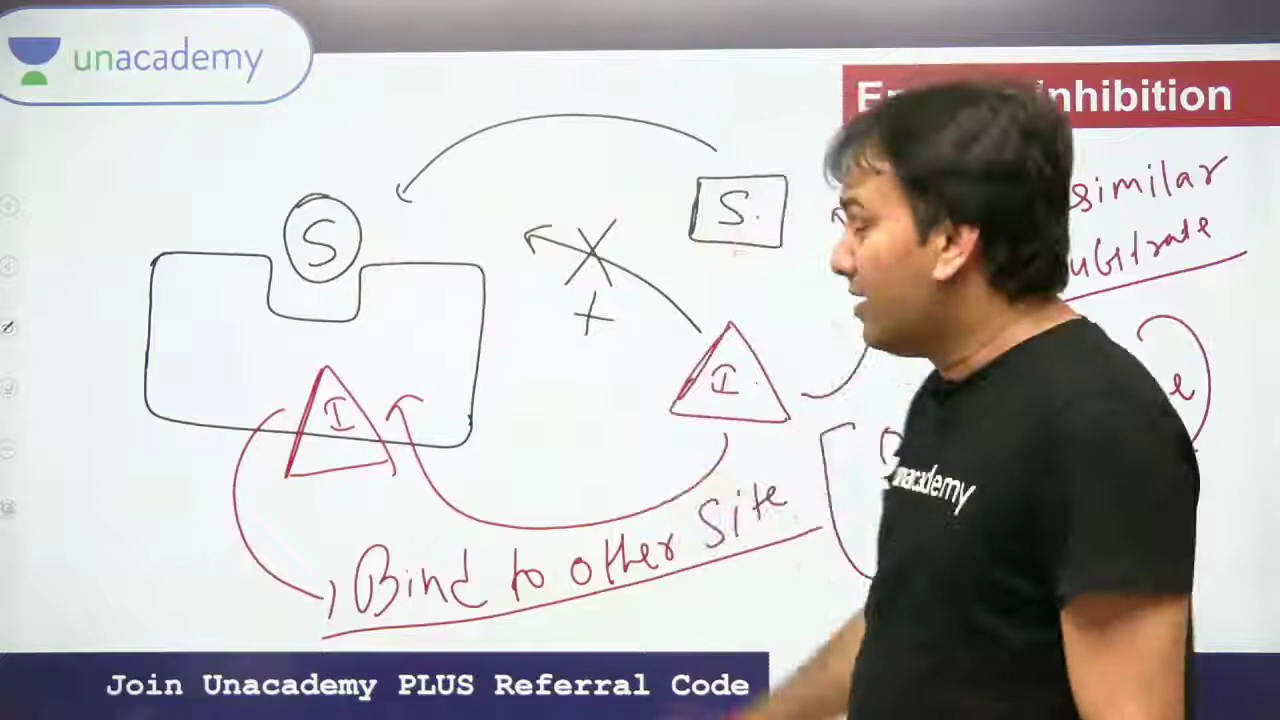 unacademy
inhibition
similar
S
S.
I
I
Bind to other Site
unacademy
Join Unacademy PLUS Referral Code